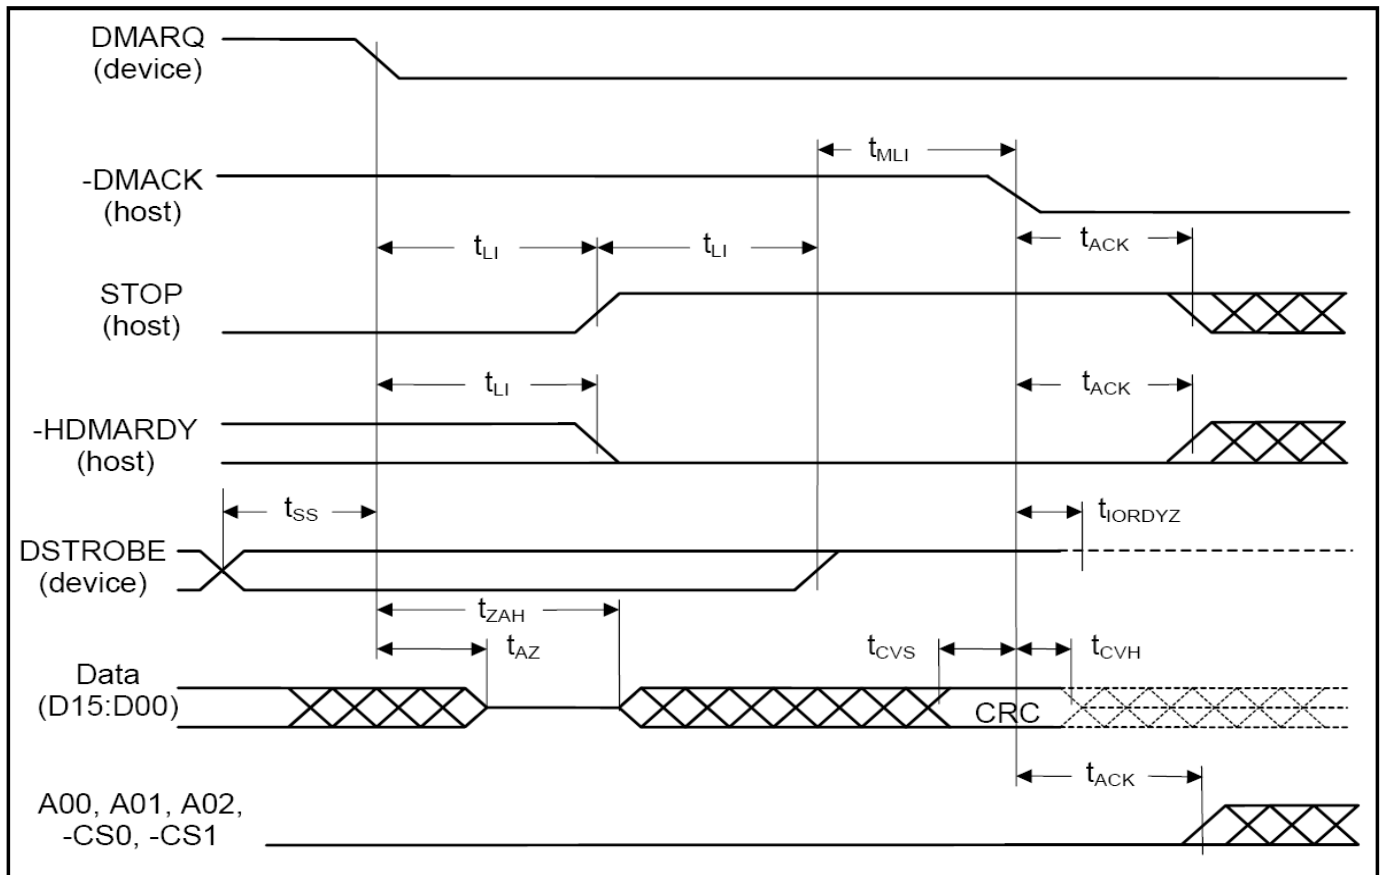 DMARQ
(device)
tMLI
-DMACK
(host)
tACK
tLI
tLI
STOP
(host)
tLI
tACK
-HDMARDY
(host)
tSS
tIORDYZ
DSTROBE
(device)
tZAH
tAZ
tCVS
tCVH
Data
(D15:D00)
CRC
tACK
A00, A01, A02,
-CS0, -CS1